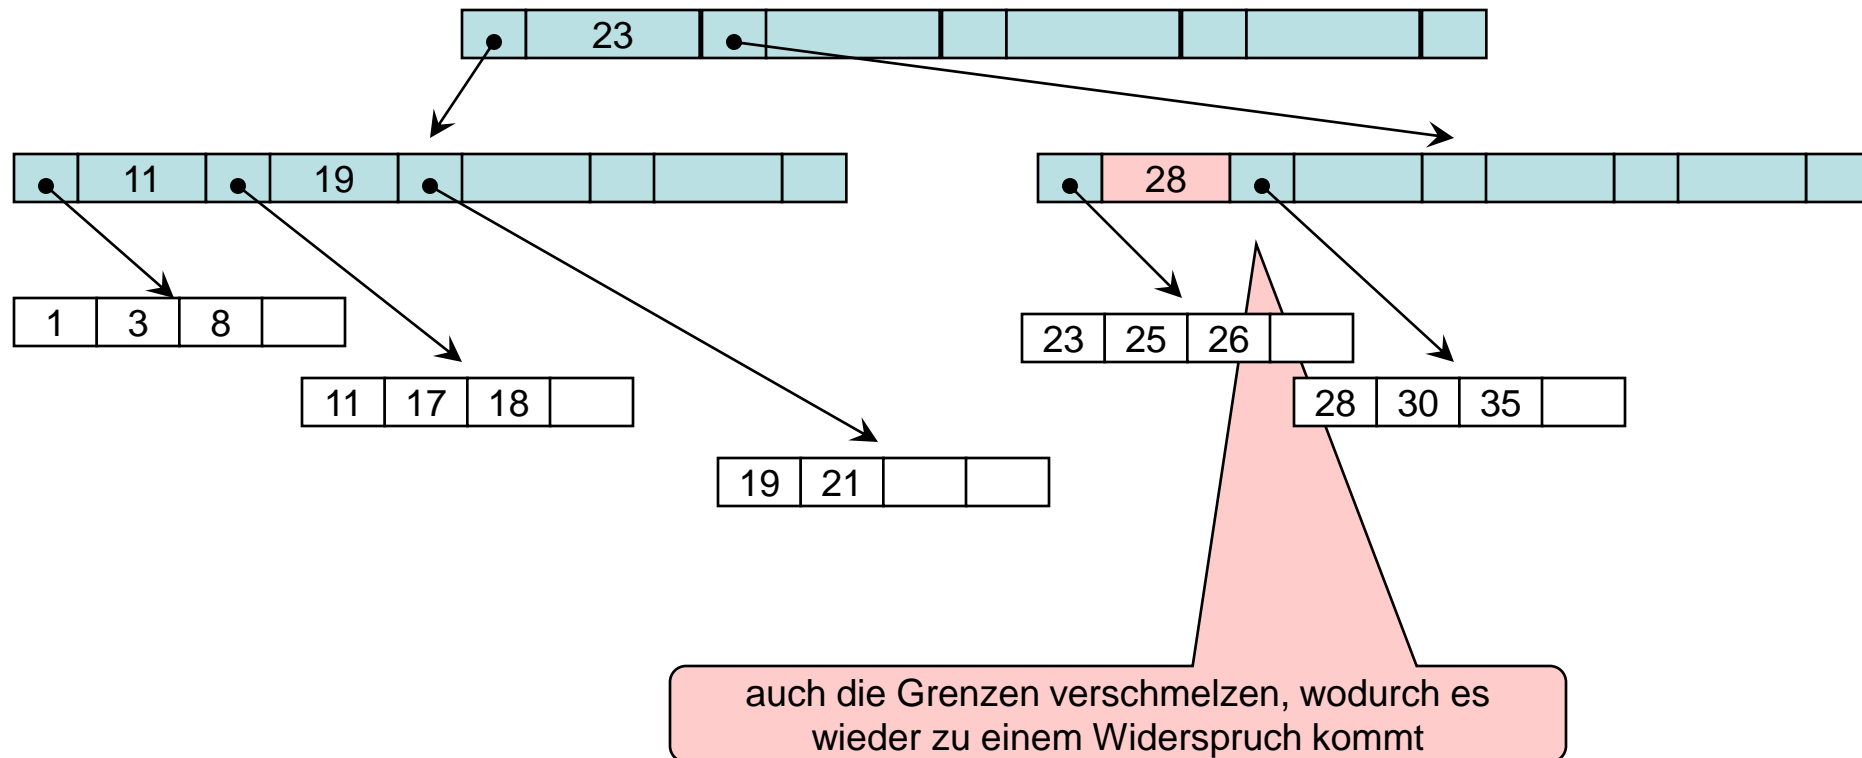 23
11 19
28
1 3 8
23 25 26
11 17 18
28 30 35
19 21
auch die Grenzen verschmelzen, wodurch es
wieder zu einem Widerspruch kommt